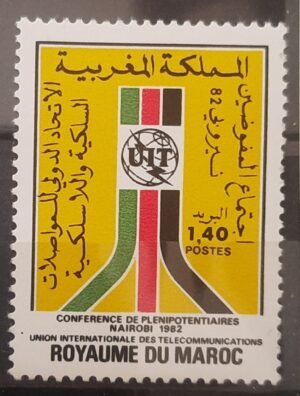 المملكة المغربية
الاتحاد الدولي للمواصلات
السلكية واللاسلكية
اجتماع المفوضين
نيروبي 82
UIT
البريد
1,40
POSTES
CONFERENCE DE PLENIPOTENTIAIRES
NAIROBI 1982
UNION INTERNATIONALE DES TELECOMMUNICATIONS
ROYAUME DU MAROC